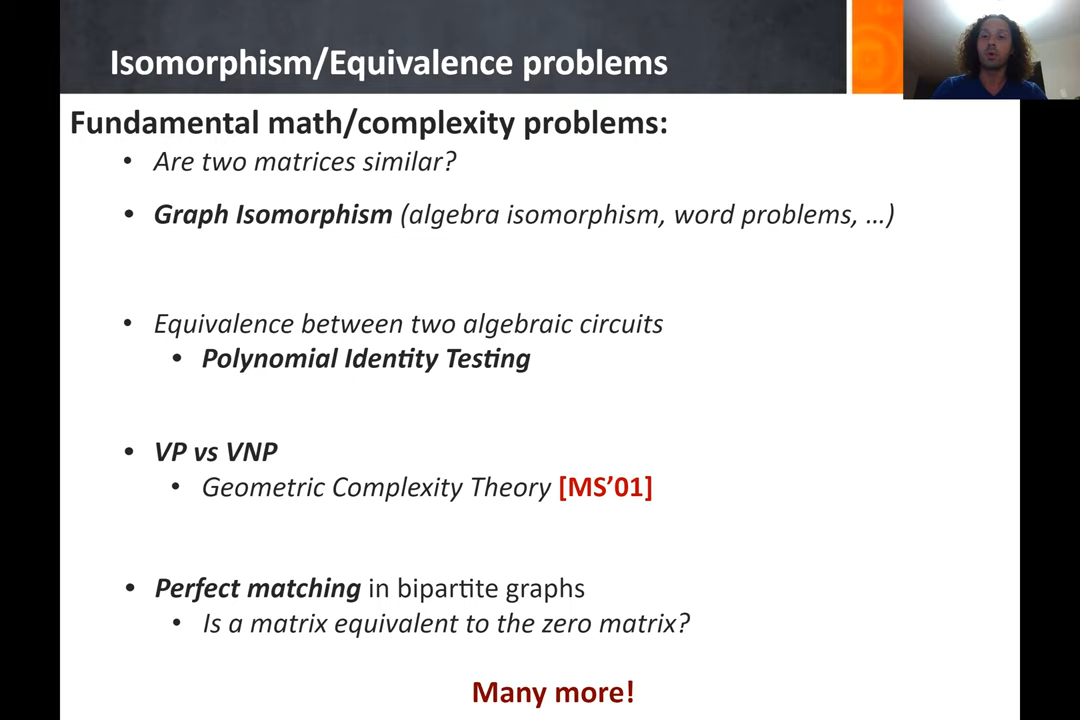 Isomorphism/Equivalence problems
Fundamental math/complexity problems:
• Are two matrices similar?
• Graph Isomorphism (algebra isomorphism, word problems, …)
• Equivalence between two algebraic circuits
• Polynomial Identity Testing
• VP vs VNP
• Geometric Complexity Theory [MS’01]
• Perfect matching in bipartite graphs
• Is a matrix equivalent to the zero matrix?
Many more!